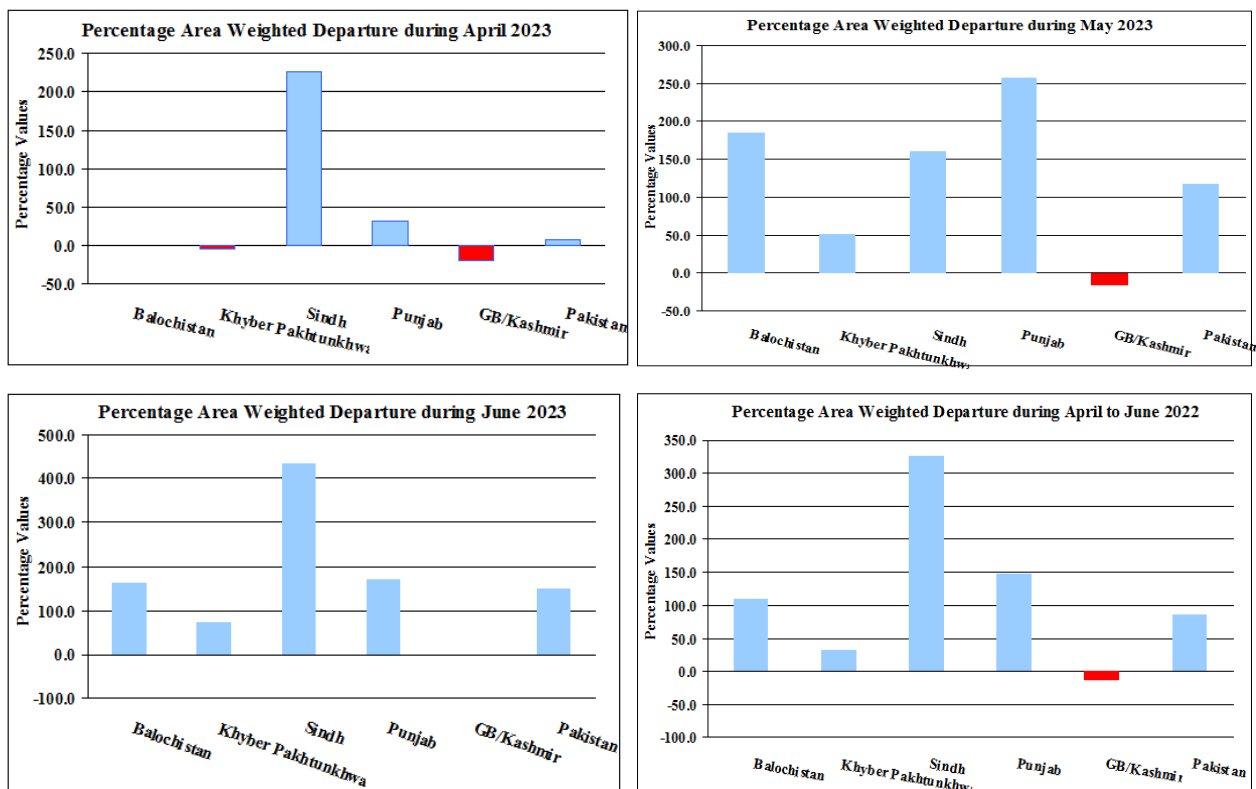 Percentage Area Weighted Departure during April 2023
Percentage Values
250.0
200.0
150.0
100.0
50.0
0.0
-50.0
Balochistan
Khyber Pakhtunkhwa
Sindh
Punjab
GB/Kashmir
Pakistan
Percentage Area Weighted Departure during May 2023
Percentage Values
300.0
250.0
200.0
150.0
100.0
50.0
0.0
-50.0
Balochistan
Khyber Pakhtunkhw
Sindh
Punjab
GB/Kashmir
Pakistan
Percentage Area Weighted Departure during June 2023
Percentage Values
500.0
400.0
300.0
200.0
100.0
0.0
-100.0
Balochistan
Khyber Pakhtunkhwa
Sindh
Punjab
GB/Kashmir
Pakistan
Percentage Area Weighted Departure during April to June 2022
Percentage Values
350.0
300.0
250.0
200.0
150.0
100.0
50.0
0.0
-50.0
-100.0
Balochistan
Khyber Pakhtunkhwa
Sindh
Punjab
GB/Kashmir
Pakistan